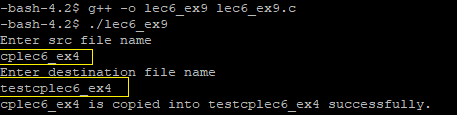 -bash-4.2$ g++ -o lec6_ex9 lec6_ex9.c
-bash-4.2$ ./lec6_ex9
Enter src file name
cplec6_ex4
Enter destination file name
testcplec6_ex4
cplec6_ex4 is copied into testcplec6_ex4 successfully.